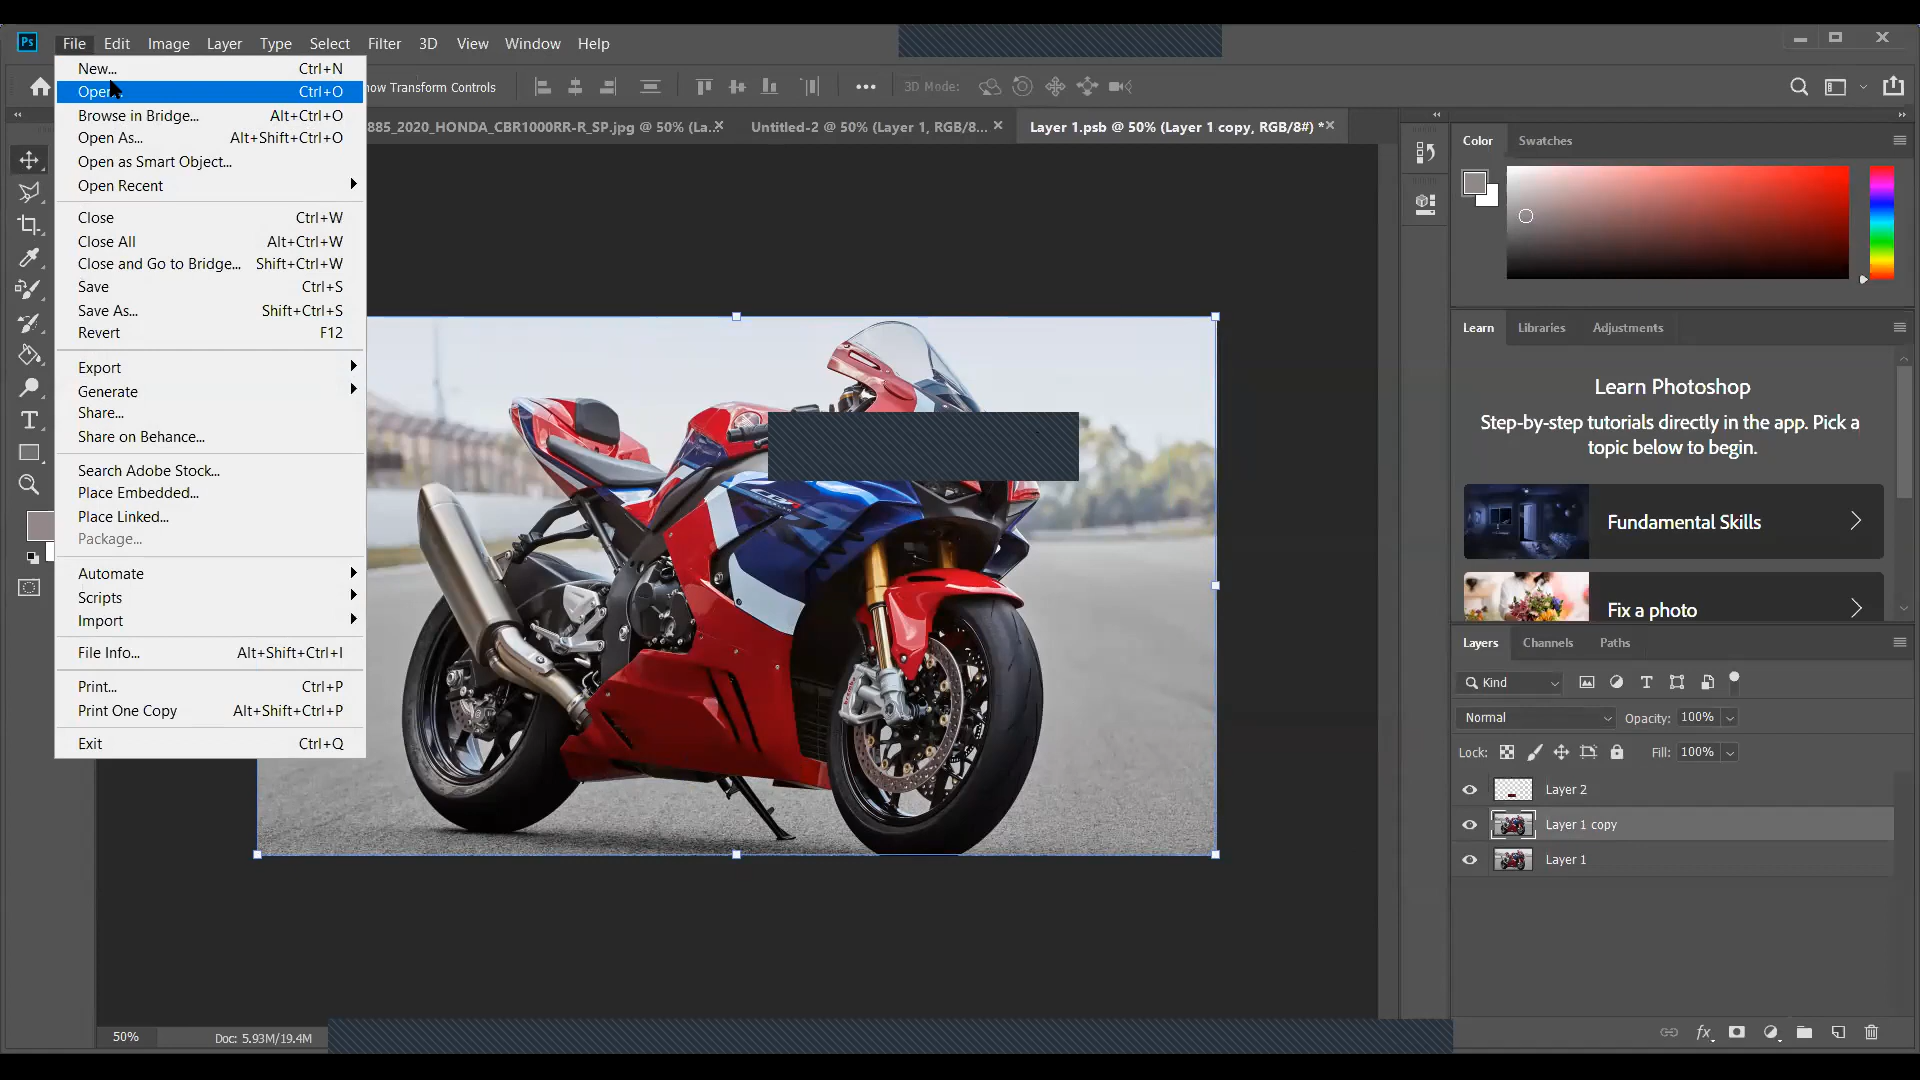 Ps
File Edit Image Layer Type Select Filter 3D View Window Help
New... Ctrl+N
Open... Ctrl+O
Browse in Bridge... Alt+Ctrl+O
Open As... Alt+Shift+Ctrl+O
Open as Smart Object...
Open Recent
Close Ctrl+W
Close All Alt+Ctrl+W
Close and Go to Bridge... Shift+Ctrl+W
Save Ctrl+S
Save As... Shift+Ctrl+S
Revert F12
Export
Generate
Share...
Share on Behance...
Search Adobe Stock...
Place Embedded...
Place Linked...
Package...
Automate
Scripts
Import
File Info... Alt+Shift+Ctrl+I
Print... Ctrl+P
Print One Copy Alt+Shift+Ctrl+P
Exit Ctrl+Q
Transform Controls
3D Mode:
885_2020_HONDA_CBR1000RR-R_SP.jpg @ 50% (La...
Untitled-2 @ 50% (Layer 1, RGB/8...
Layer 1.psb @ 50% (Layer 1 copy, RGB/8#) *
50% Doc: 5.93M/19.4M
Color Swatches
Learn Libraries Adjustments
Learn Photoshop
Step-by-step tutorials directly in the app. Pick a
topic below to begin.
Fundamental Skills
Fix a photo
Layers Channels Paths
Kind
Normal Opacity: 100%
Lock: Fill: 100%
Layer 2
Layer 1 copy
Layer 1
fx